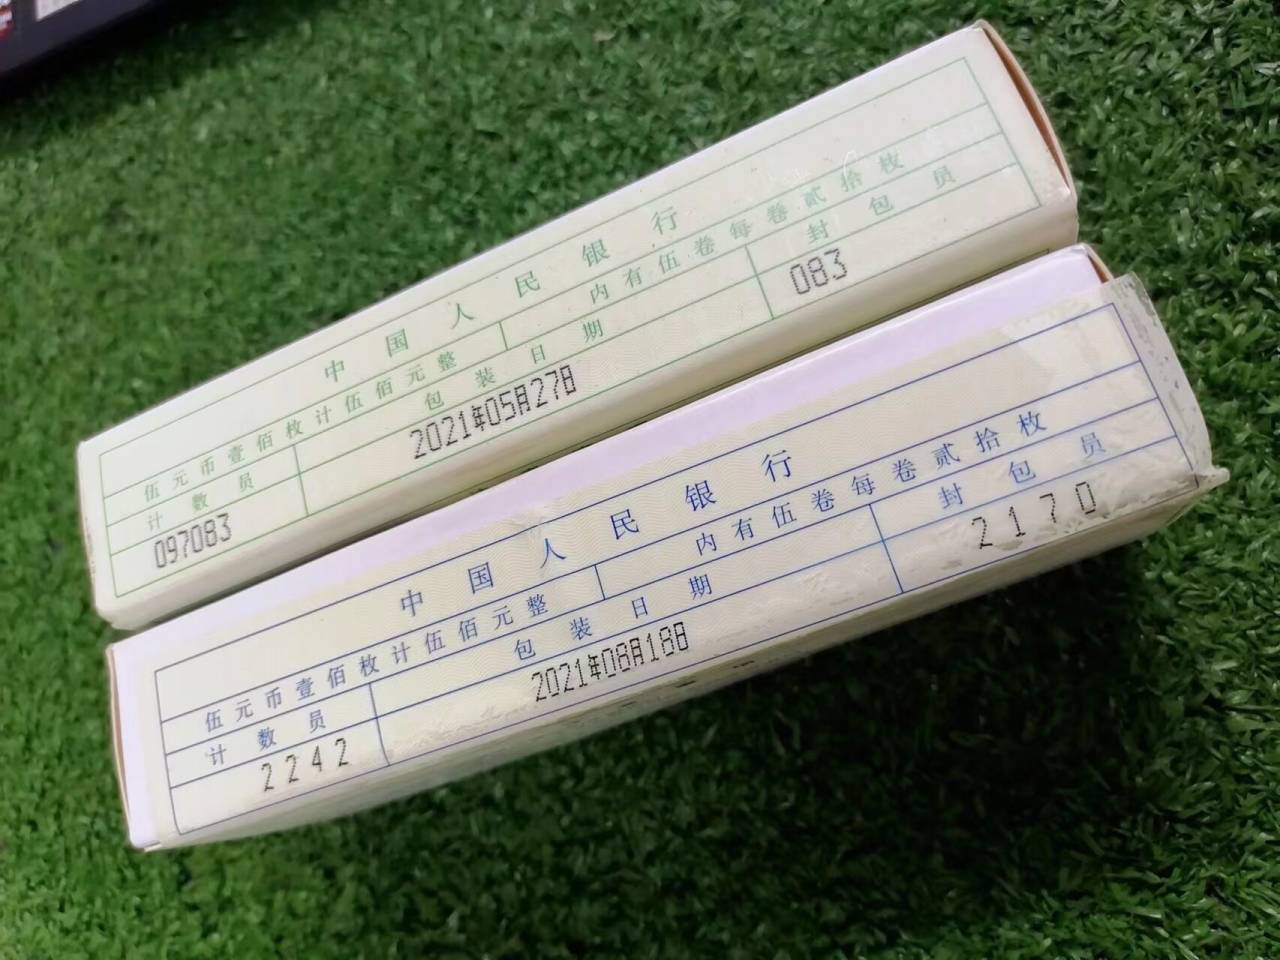 中国人民银行
伍元币壹佰枚计伍佰元整 内有伍卷每卷贰拾枚
计数员 包装日期 封包员
097083 2021年05月27日 083
中国人民银行
伍元币壹佰枚计伍佰元整 内有伍卷每卷贰拾枚
计数员 包装日期 封包员
2242 2021年08月18日 2170